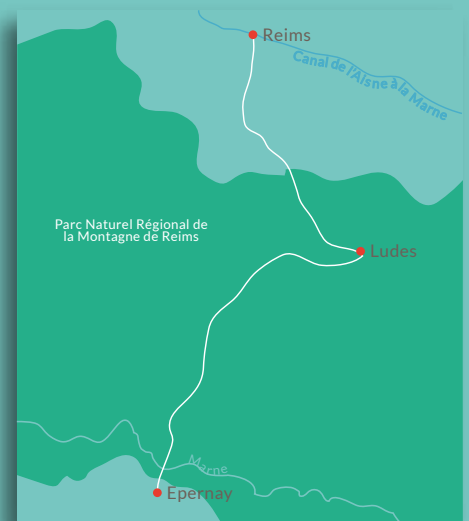 Reims
Canal de l'Aisne à la Marne
Parc Naturel Régional de
la Montagne de Reims
Ludes
Marne
Epernay